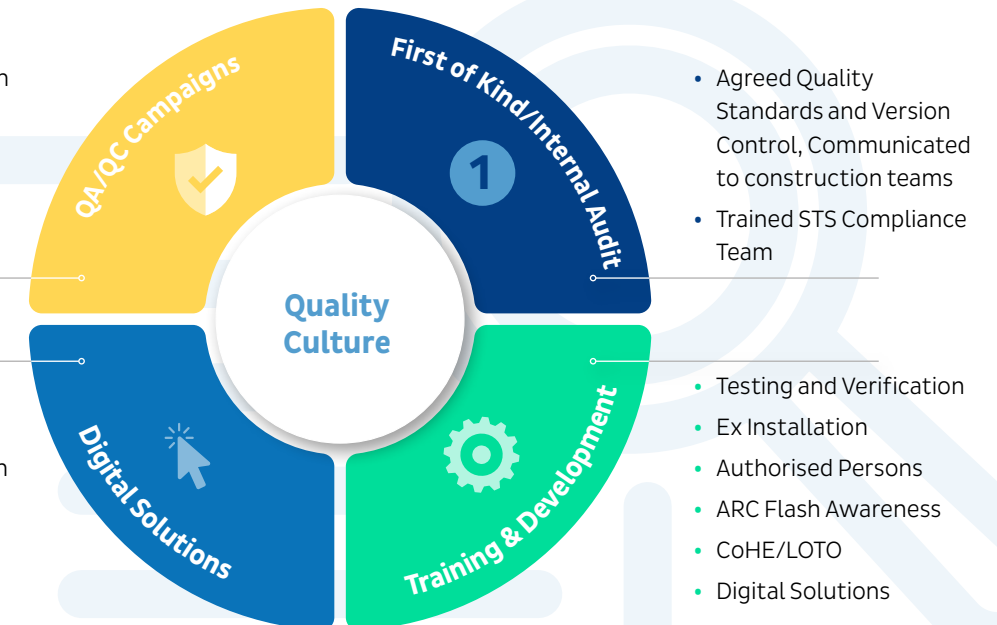 QA/QC Campaigns
First of Kind/Internal Audit
1
• Agreed Quality
Standards and Version
Control, Communicated
to construction teams
• Trained STS Compliance
Team
Quality
Culture
Digital Solutions
Training & Development
• Testing and Verification
• Ex Installation
• Authorised Persons
• ARC Flash Awareness
• CoHE/LOTO
• Digital Solutions